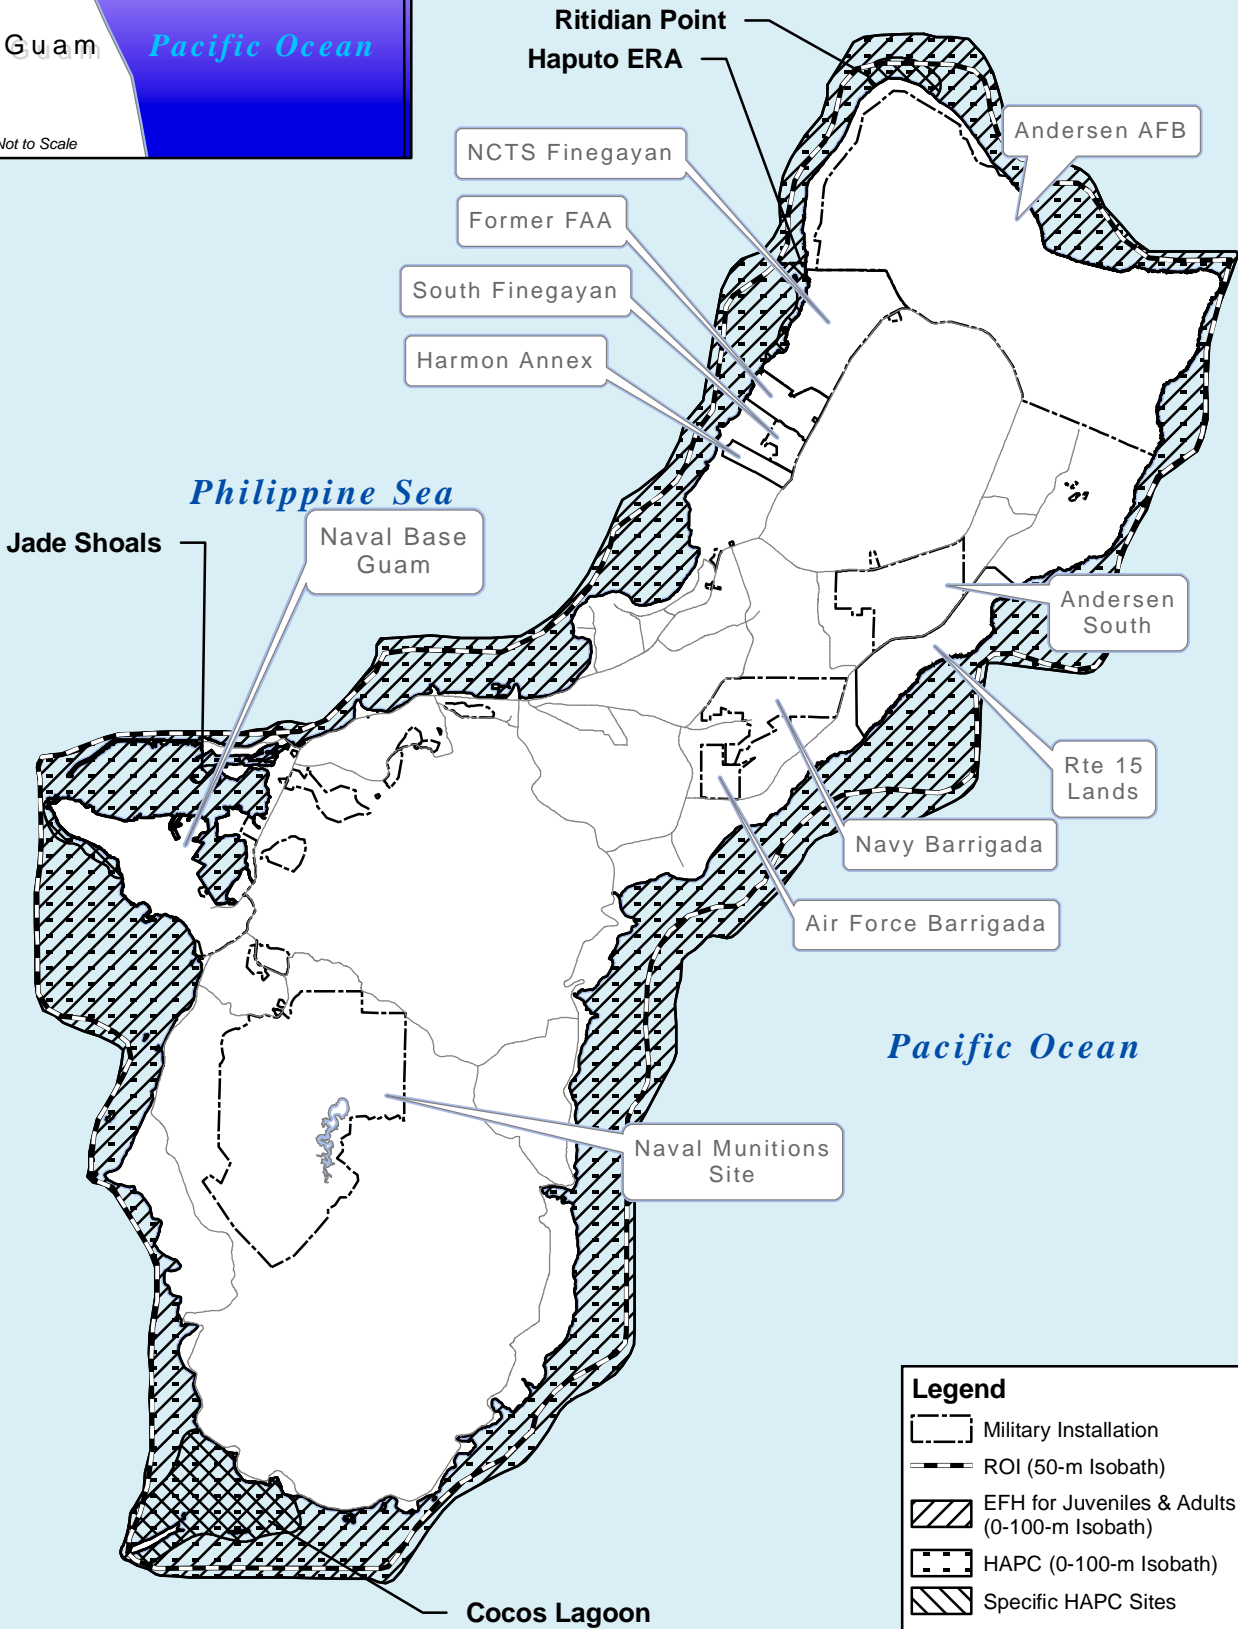 Guam
Pacific Ocean
Not to Scale
Ritidian Point
Haputo ERA
Andersen AFB
NCTS Finegayan
Former FAA
South Finegayan
Harmon Annex
Philippine Sea
Jade Shoals
Naval Base
Guam
Andersen
South
Rte 15
Lands
Navy Barrigada
Air Force Barrigada
Pacific Ocean
Naval Munitions
Site
Cocos Lagoon
Legend
Military Installation
ROI (50-m Isobath)
EFH for Juveniles & Adults
(0-100-m Isobath)
HAPC (0-100-m Isobath)
Specific HAPC Sites